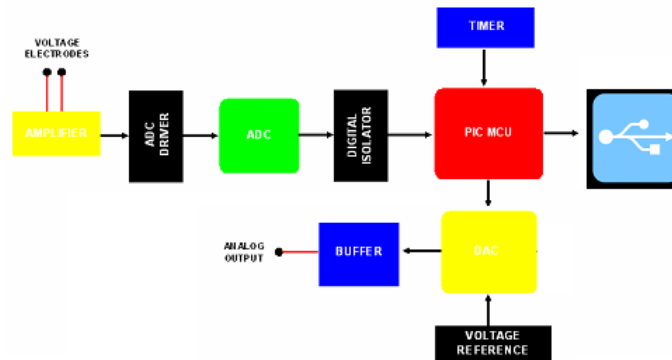 VOLTAGE
ELECTRODES
TIMER
AMPLIFIER
ADC
DRIVER
ADC
DIGITAL
ISOLATOR
PIC MCU
ANALOG
OUTPUT
BUFFER
DAC
VOLTAGE
REFERENCE